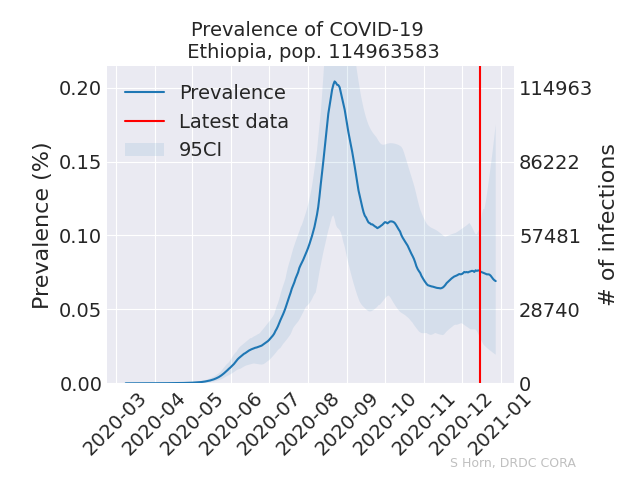 Prevalence of COVID-19
Ethiopia, pop. 114963583
Prevalence
Latest data
95CI
Prevalence (%)
0.20
0.15
0.10
0.05
0.00
# of infections
114963
86222
57481
28740
0
2020-03
2020-04
2020-05
2020-06
2020-07
2020-08
2020-09
2020-10
2020-11
2020-12
2021-01
S Horn, DRDC CORA